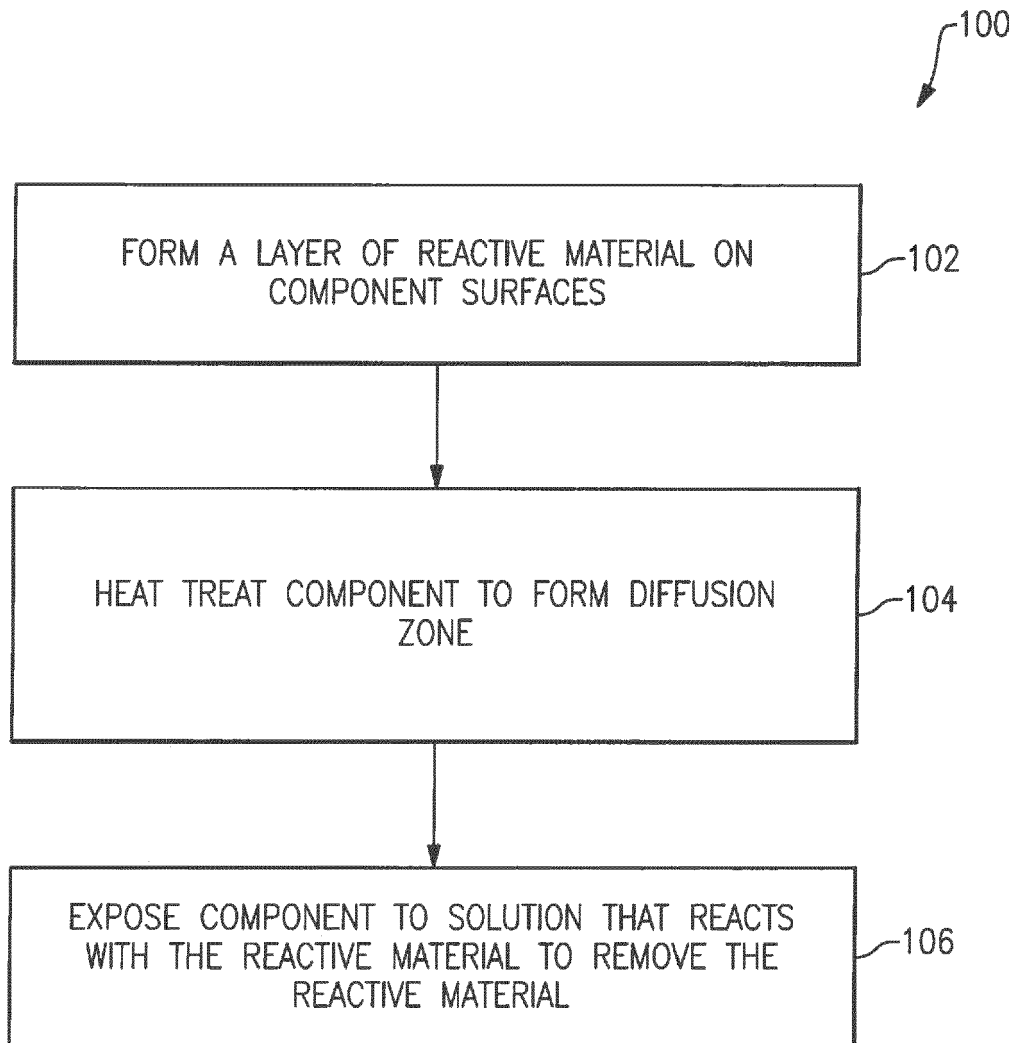 100
FORM A LAYER OF REACTIVE MATERIAL ON
COMPONENT SURFACES
102
HEAT TREAT COMPONENT TO FORM DIFFUSION
ZONE
104
EXPOSE COMPONENT TO SOLUTION THAT REACTS
WITH THE REACTIVE MATERIAL TO REMOVE THE
REACTIVE MATERIAL
106